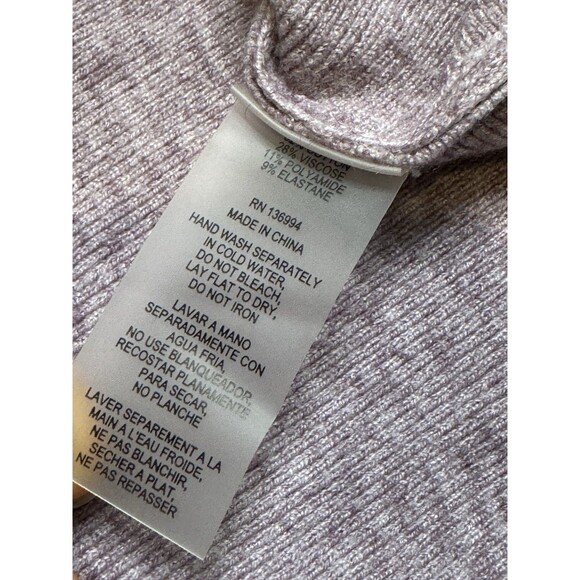 28% VISCOSE
11% POLYAMIDE
9% ELASTANE
RN 136994
MADE IN CHINA
HAND WASH SEPARATELY
IN COLD WATER,
DO NOT BLEACH,
LAY FLAT TO DRY,
DO NOT IRON
LAVAR A MANO
SEPARADAMENTE CON
AGUA FRIA,
NO USE BLANQUEADOR,
RECOSTAR PLANAMENTE
PARA SECAR,
NO PLANCHE
LAVER SEPAREMENT A LA
MAIN A L'EAU FROIDE,
NE PAS BLANCHIR,
SECHER A PLAT,
NE PAS REPASSER